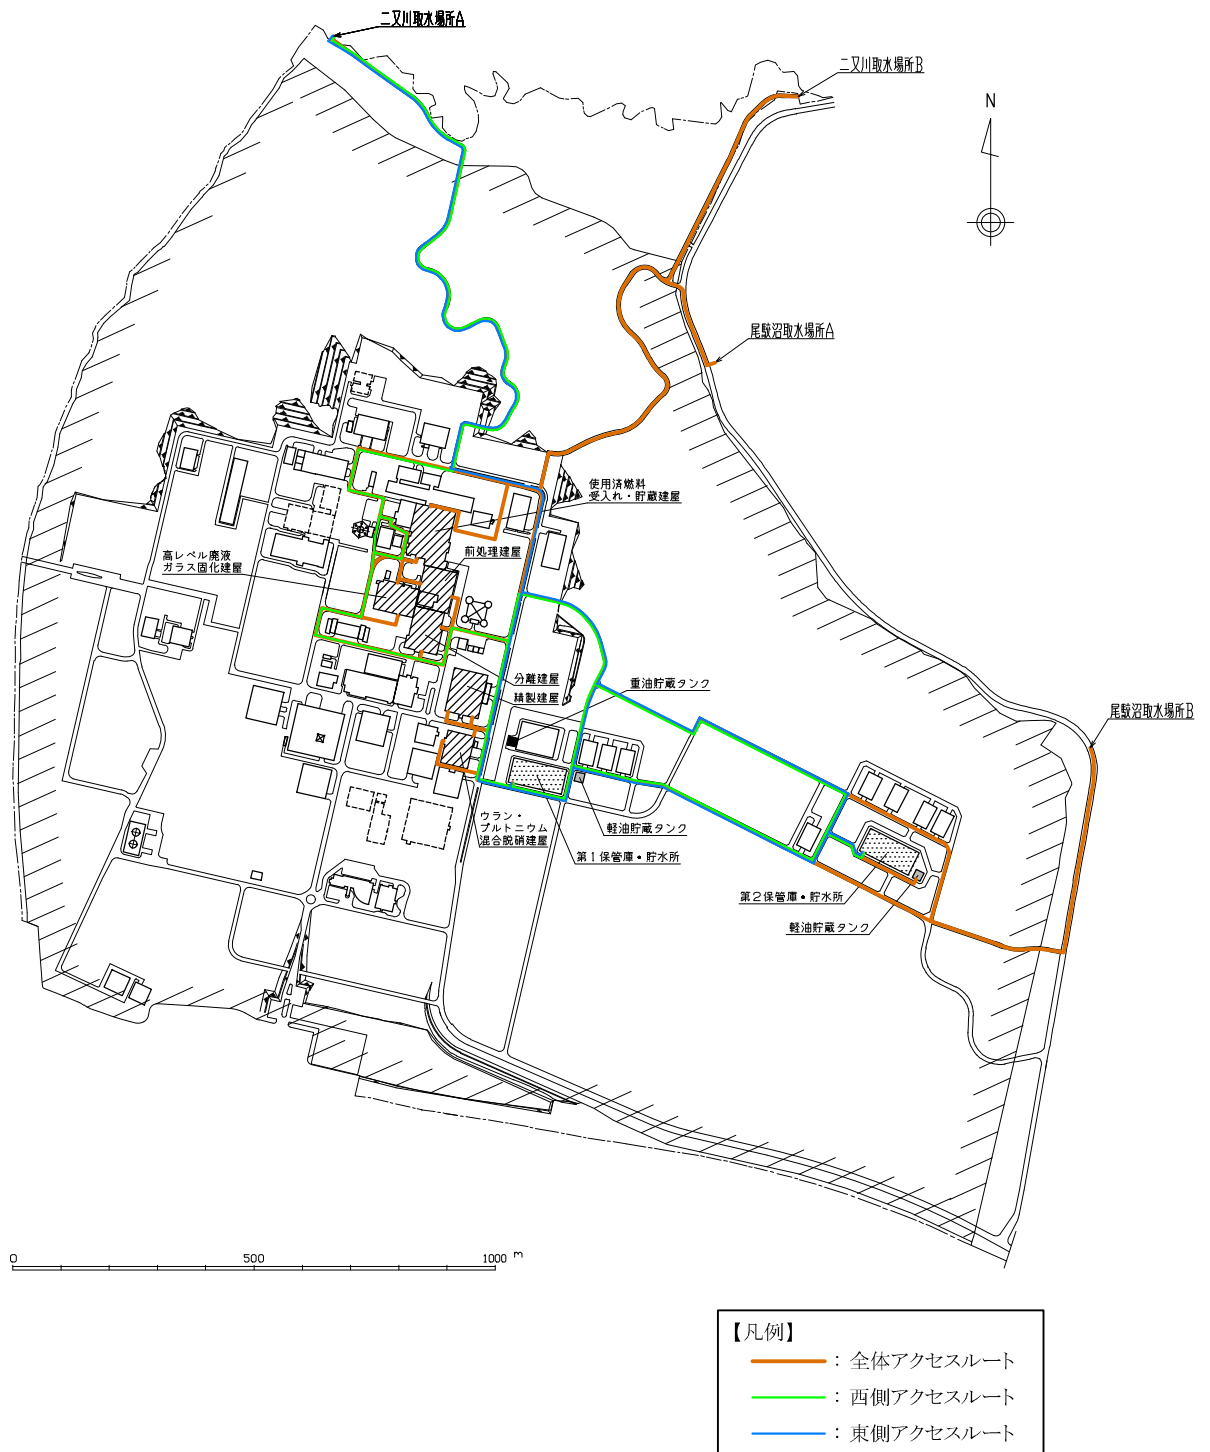 二又川取水場所A
二又川取水場所B
N
尾駮沼取水場所A
使用済燃料
受入れ・貯蔵建屋
高レベル廃液
ガラス固化建屋
前処理建屋
分離建屋
精製建屋
重油貯蔵タンク
尾駮沼取水場所B
ウラン・
プルトニウム
混合脱硝建屋
軽油貯蔵タンク
第1保管庫・貯水所
第2保管庫・貯水所
軽油貯蔵タンク
0 500 1000 m
【凡例】
：全体アクセスルート
：西側アクセスルート
：東側アクセスルート